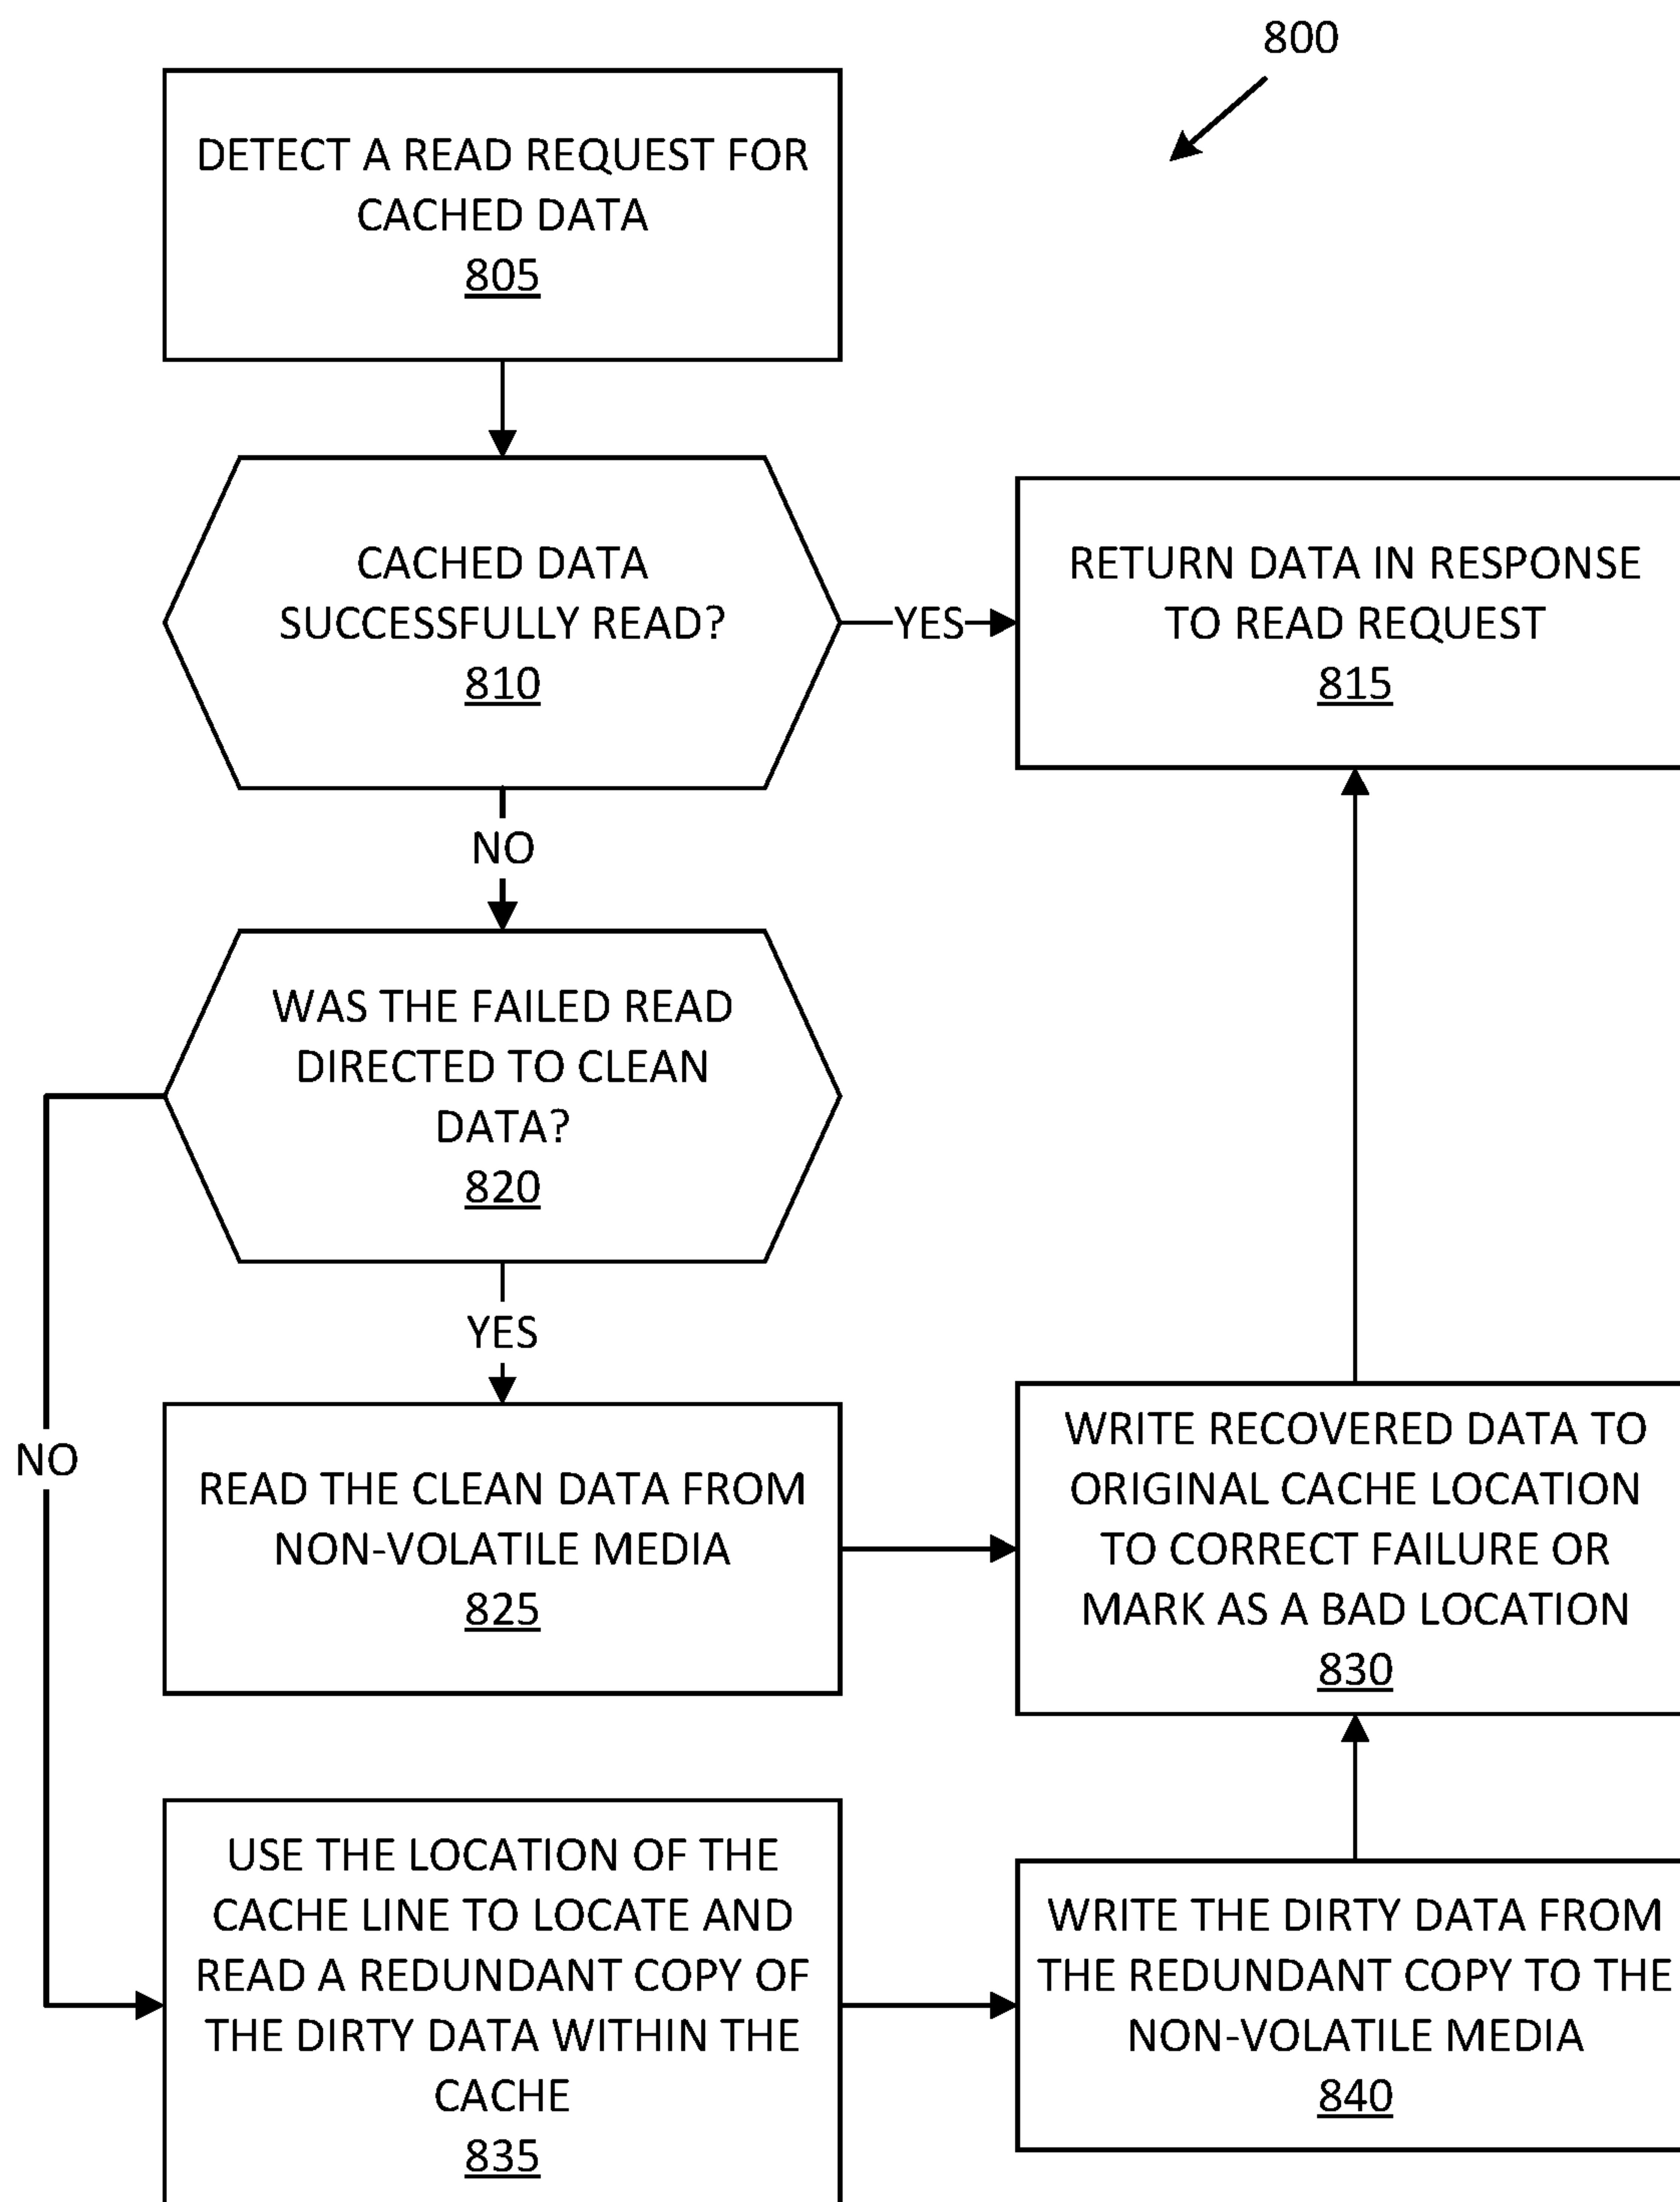 800
DETECT A READ REQUEST FOR
CACHED DATA
805
CACHED DATA
SUCCESSFULLY READ?
810
YES
RETURN DATA IN RESPONSE
TO READ REQUEST
815
NO
WAS THE FAILED READ
DIRECTED TO CLEAN
DATA?
820
YES
NO
READ THE CLEAN DATA FROM
NON-VOLATILE MEDIA
825
WRITE RECOVERED DATA TO
ORIGINAL CACHE LOCATION
TO CORRECT FAILURE OR
MARK AS A BAD LOCATION
830
USE THE LOCATION OF THE
CACHE LINE TO LOCATE AND
READ A REDUNDANT COPY OF
THE DIRTY DATA WITHIN THE
CACHE
835
WRITE THE DIRTY DATA FROM
THE REDUNDANT COPY TO THE
NON-VOLATILE MEDIA
840